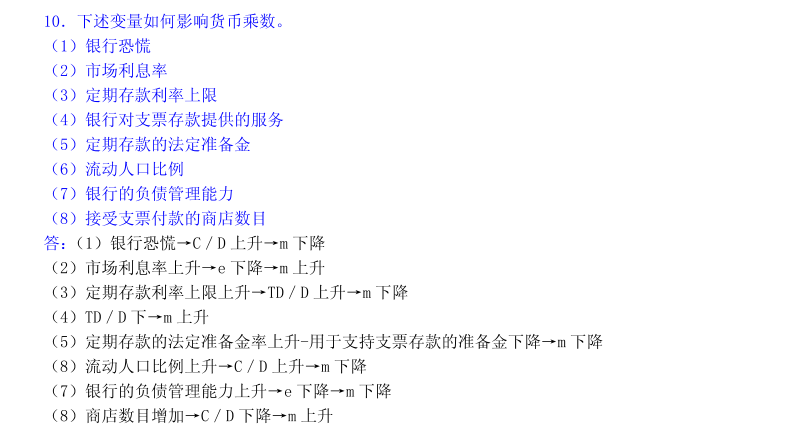 10. 下述变量如何影响货币乘数。
（1）银行恐慌
（2）市场利息率
（3）定期存款利率上限
（4）银行对支票存款提供的服务
（5）定期存款的法定准备金
（6）流动人口比例
（7）银行的负债管理能力
（8）接受支票付款的商店数目
答：（1）银行恐慌→C／D 上升→m 下降
（2）市场利息率上升→e 下降→m 上升
（3）定期存款利率上限上升→TD／D 上升→m 下降
（4）TD／D 下→m 上升
（5）定期存款的法定准备金率上升-用于支持支票存款的准备金下降→m 下降
（8）流动人口比例上升→C／D 上升→m 下降
（7）银行的负债管理能力上升→e 下降→m 下降
（8）商店数目增加→C／D 下降→m 上升